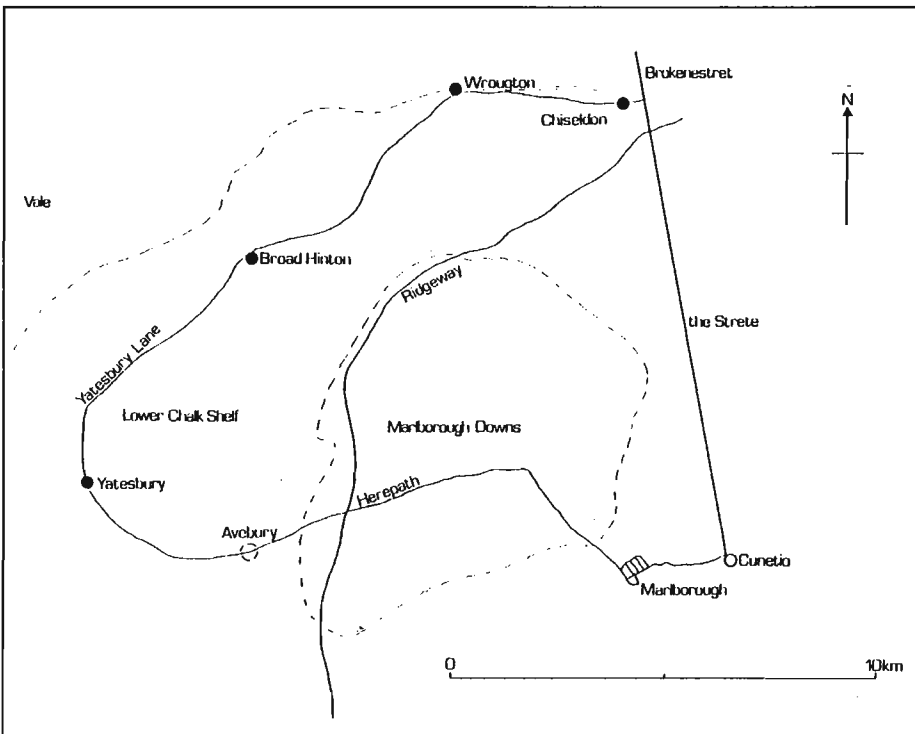 Wrougton
Brokenestret
N
Chiseldon
Vale
Broad Hinton
Ridgeway
the Strete
Yatesbury Lane
Lower Chalk Shelf
Marlborough Downs
Yatesbury
Herepath
Avebury
Cunetio
Marlborough
0
10km